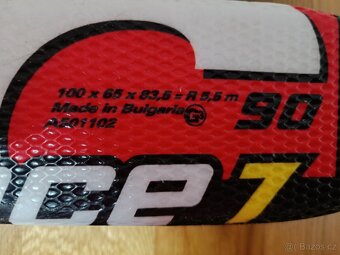 100 x 65 x 83,5 = R 5,5 m
Made in Bulgaria
A201102
90
ce7
bazos.cz